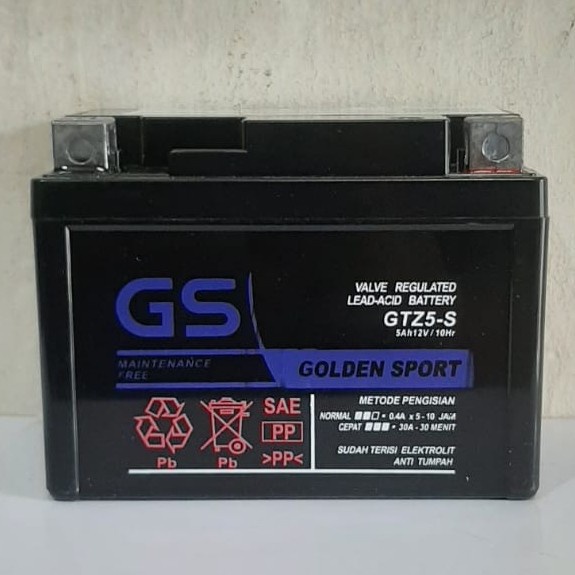 GS
VALVE REGULATED
LEAD-ACID BATTERY
GTZ5-S
5Ah12V / 10Hr
MAINTENANCE
FREE
GOLDEN SPORT
SAE
PP
>PP<
Pb
Pb
METODE PENGISIAN
NORMAL • 0.4A x 5 - 10 JAM
CEPAT • 30A - 30 MENIT
SUDAH TERISI ELEKTROLIT
ANTI TUMPAH